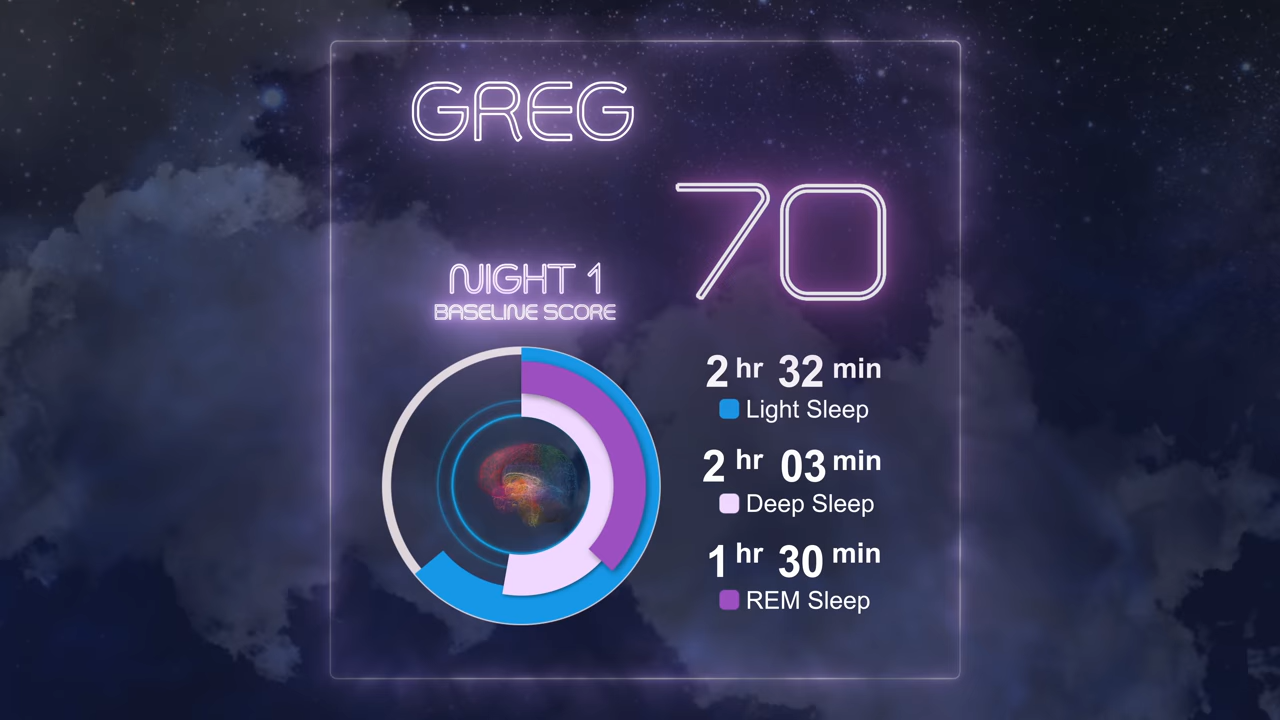 GREG
70
NIGHT 1
BASELINE SCORE
2 hr 32 min
Light Sleep
2 hr 03 min
Deep Sleep
1 hr 30 min
REM Sleep